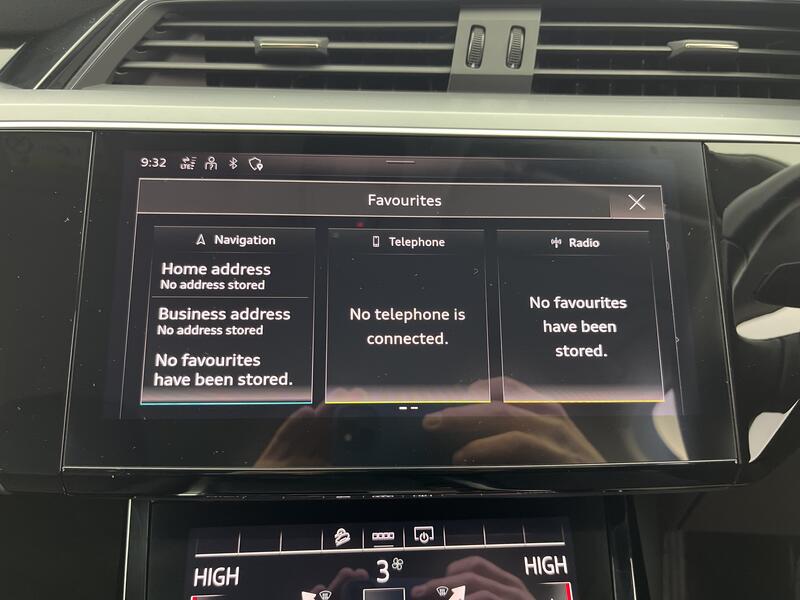 9:32 LTE
Favourites
Navigation
Home address
No address stored
Business address
No address stored
No favourites
have been stored.
Telephone
No telephone is
connected.
Radio
No favourites
have been
stored.
HIGH 3 HIGH